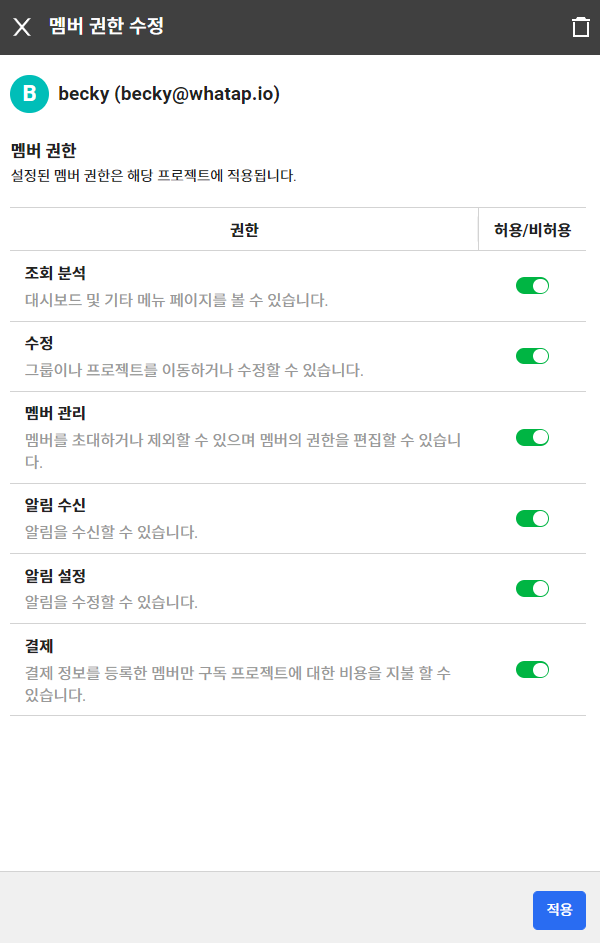 멤버 권한 수정
B
becky (becky@whatap.io)
멤버 권한
설정된 멤버 권한은 해당 프로젝트에 적용됩니다.
권한
허용/비허용
조회 분석
대시보드 및 기타 메뉴 페이지를 볼 수 있습니다.
수정
그룹이나 프로젝트를 이동하거나 수정할 수 있습니다.
멤버 관리
멤버를 초대하거나 제외할 수 있으며 멤버의 권한을 편집할 수 있습니
다.
알림 수신
알림을 수신할 수 있습니다.
알림 설정
알림을 수정할 수 있습니다.
결제
결제 정보를 등록한 멤버만 구독 프로젝트에 대한 비용을 지불 할 수
있습니다.
적용